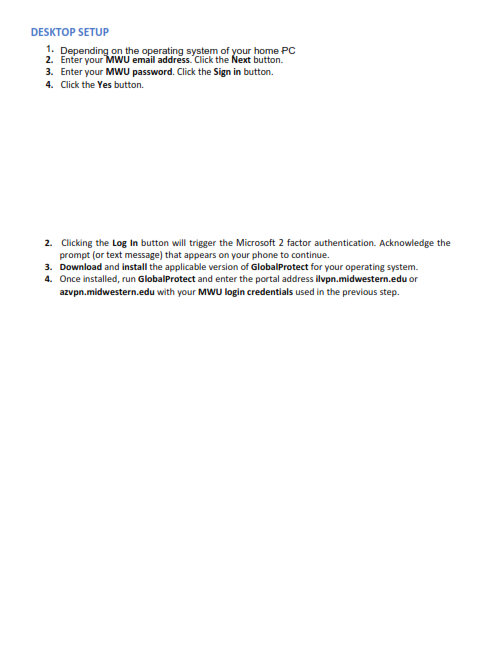 DESKTOP SETUP
1. Depending on the operating system of your home PC
2. Enter your MWU email address. Click the Next button.
3. Enter your MWU password. Click the Sign in button.
4. Click the Yes button.
2. Clicking the Log In button will trigger the Microsoft 2 factor authentication. Acknowledge the
prompt (or text message) that appears on your phone to continue.
3. Download and install the applicable version of GlobalProtect for your operating system.
4. Once installed, run GlobalProtect and enter the portal address ilvpn.midwestern.edu or
azvpn.midwestern.edu with your MWU login credentials used in the previous step.